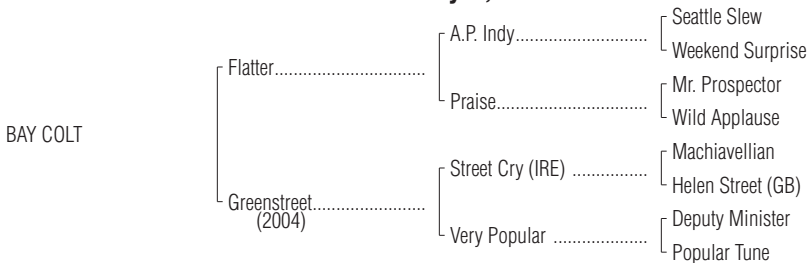 Seattle Slew
A.P. Indy..............................
Weekend Surprise
Flatter..................................
Mr. Prospector
Praise..................................
Wild Applause
BAY COLT
Machiavellian
Street Cry (IRE) .................
Helen Street (GB)
Greenstreet.........................
(2004)
Deputy Minister
Very Popular .....................
Popular Tune